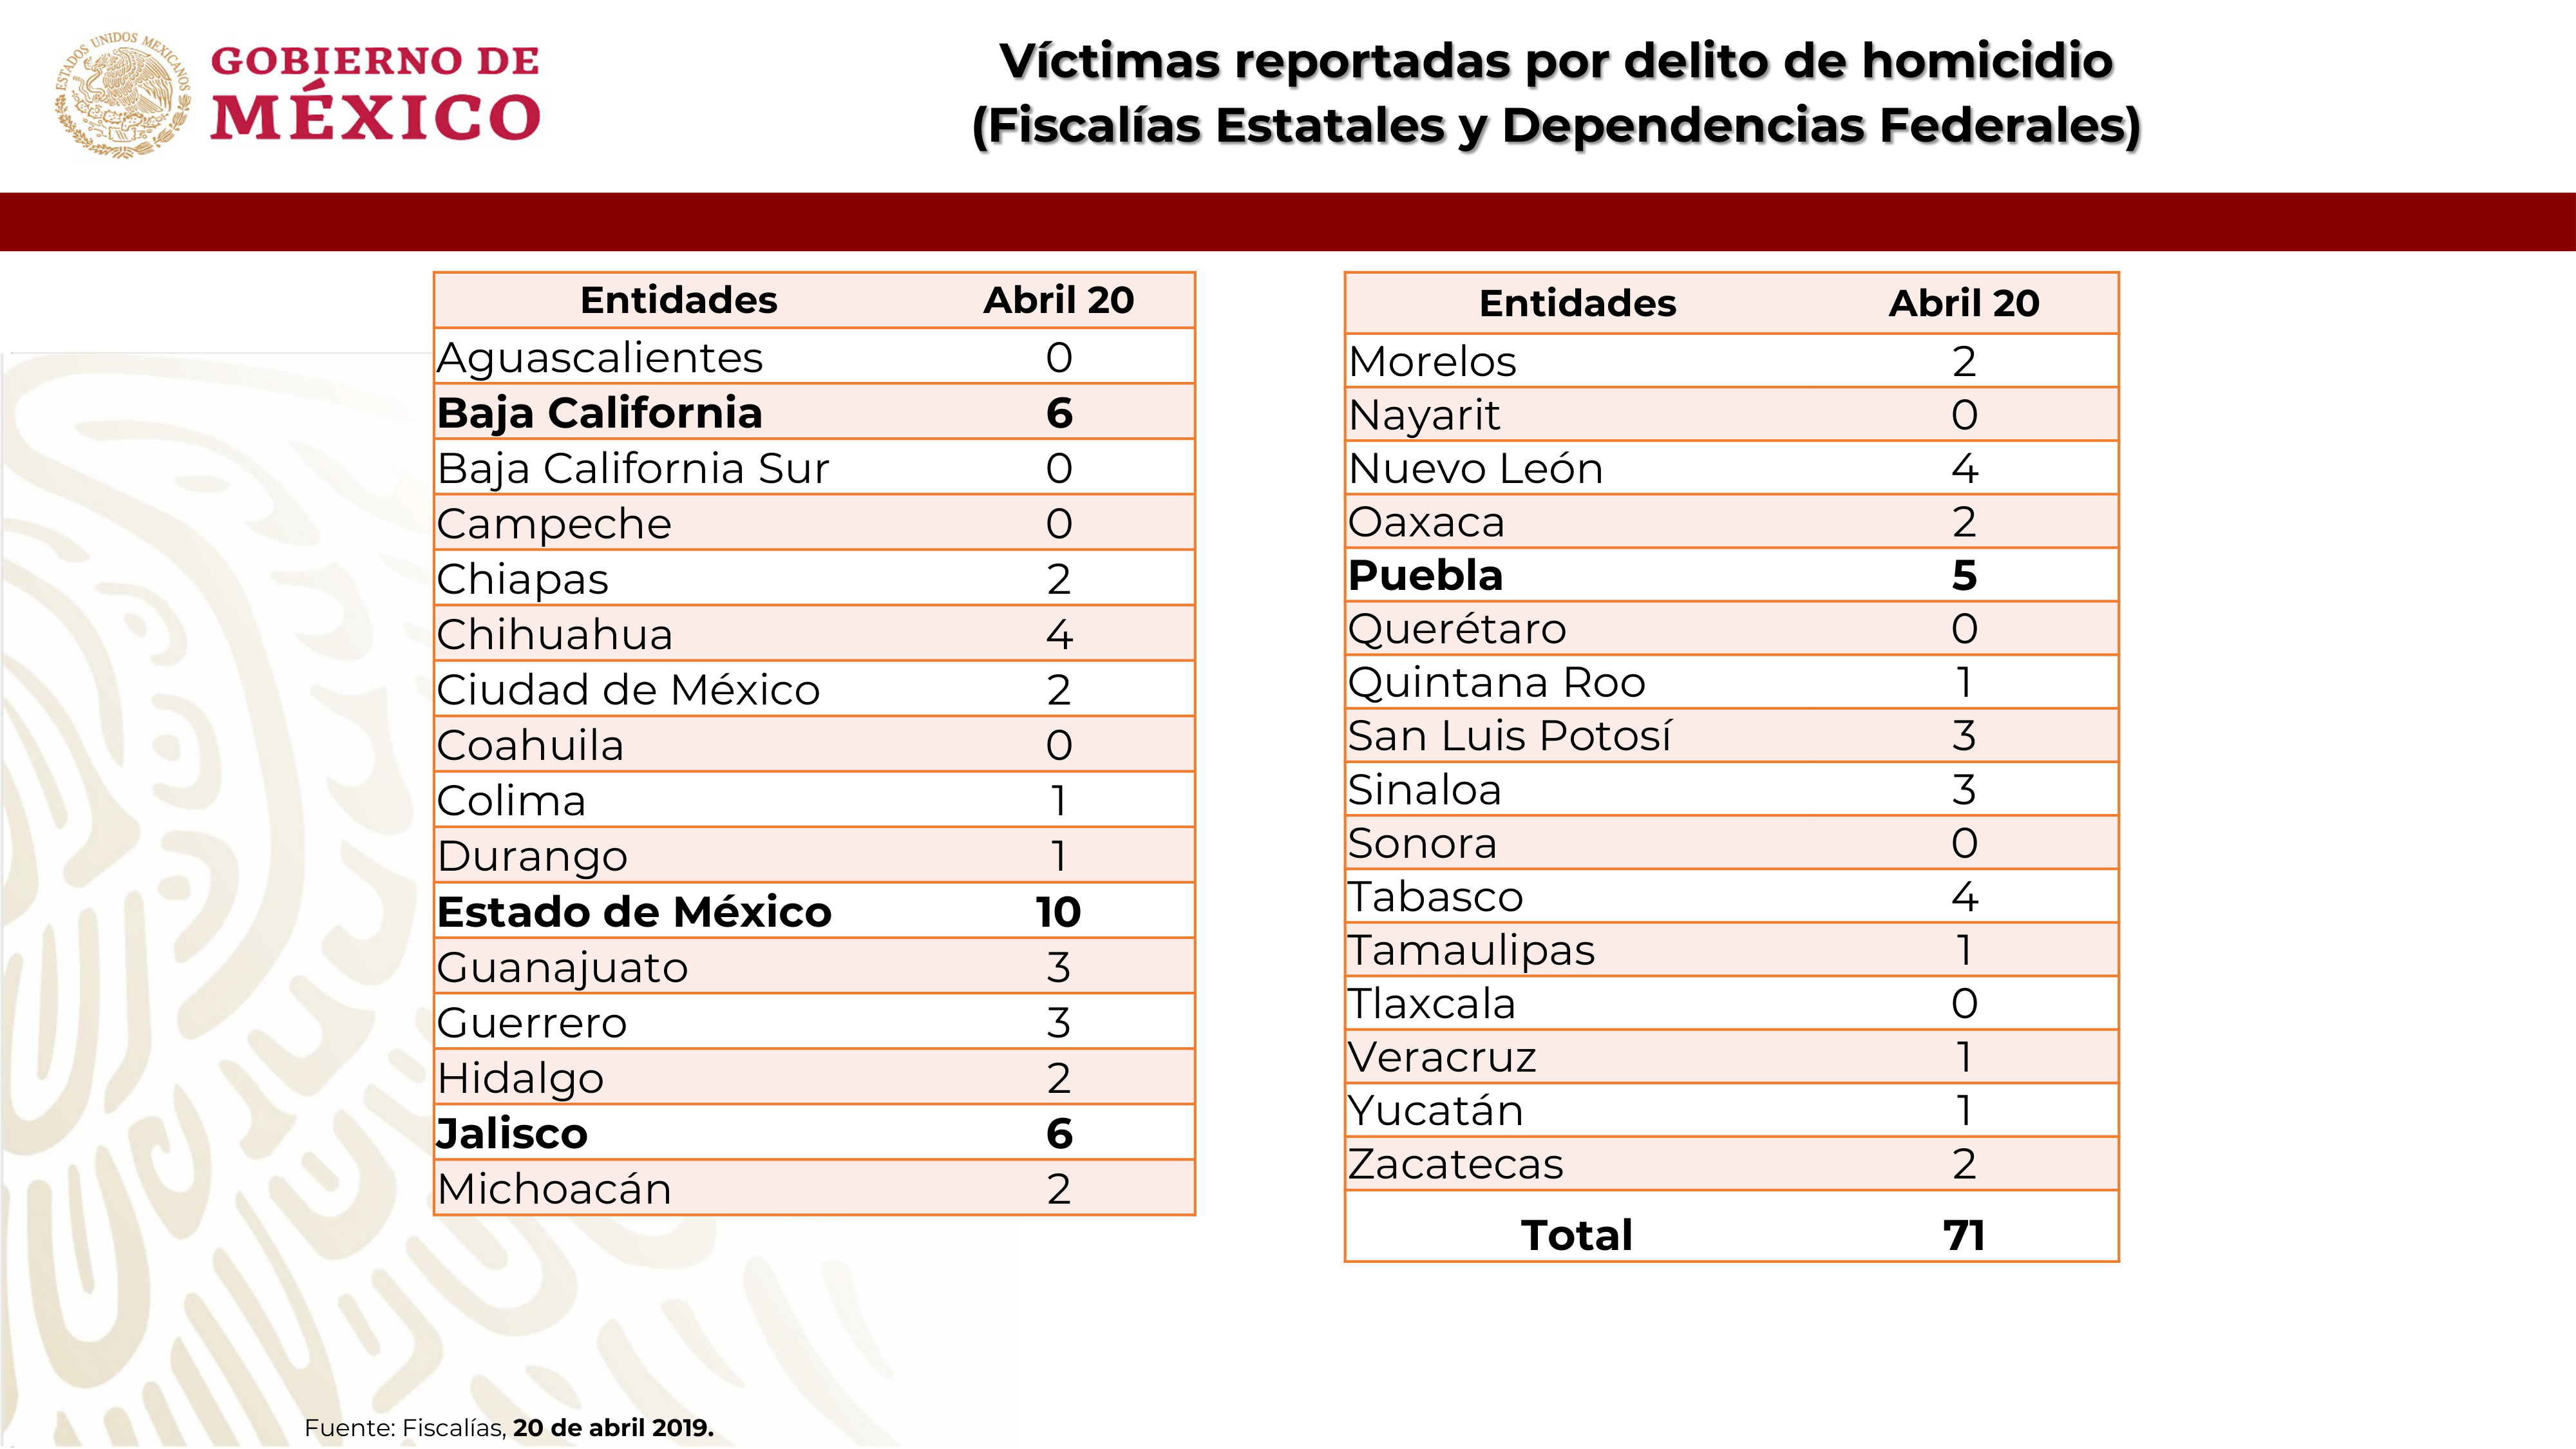 ESTADOS UNIDOS MEXICANOS
GOBIERNO DE
MÉXICO
Víctimas reportadas por delito de homicidio
(Fiscalías Estatales y Dependencias Federales)
Entidades Abril 20
Aguascalientes 0
Baja California 6
Baja California Sur 0
Campeche 0
Chiapas 2
Chihuahua 4
Ciudad de México 2
Coahuila 0
Colima 1
Durango 1
Estado de México 10
Guanajuato 3
Guerrero 3
Hidalgo 2
Jalisco 6
Michoacán 2
Entidades Abril 20
Morelos 2
Nayarit 0
Nuevo León 4
Oaxaca 2
Puebla 5
Querétaro 0
Quintana Roo 1
San Luis Potosí 3
Sinaloa 3
Sonora 0
Tabasco 4
Tamaulipas 1
Tlaxcala 0
Veracruz 1
Yucatán 1
Zacatecas 2
Total 71
Fuente: Fiscalías, 20 de abril 2019.